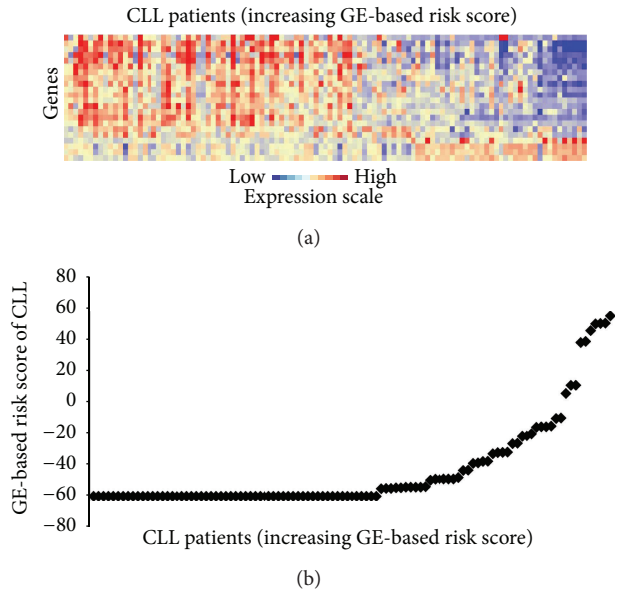 CLL patients (increasing GE-based risk score)
Genes
Low High
Expression scale
(a)
GE-based risk score of CLL
80
60
40
20
0
−20
−40
−60
−80
CLL patients (increasing GE-based risk score)
(b)